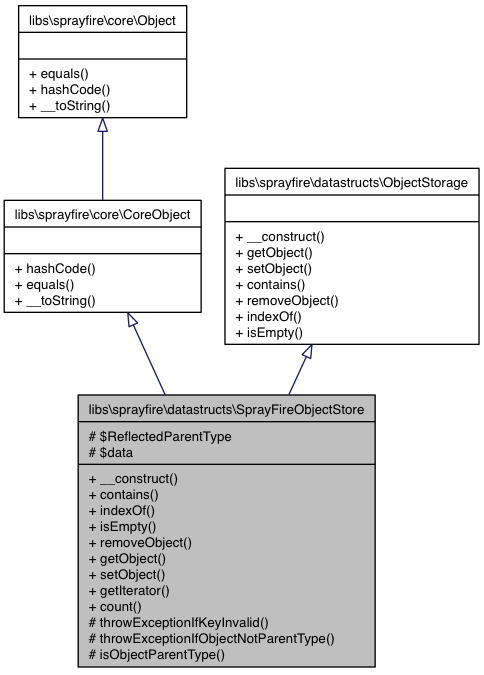 libs\sprayfire\core\Object
+ equals()
+ hashCode()
+ __toString()
libs\sprayfire\core\CoreObject
+ hashCode()
+ equals()
+ __toString()
libs\sprayfire\datastructs\ObjectStorage
+ __construct()
+ getObject()
+ setObject()
+ contains()
+ removeObject()
+ indexOf()
+ isEmpty()
libs\sprayfire\datastructs\SprayFireObjectStore
# $ReflectedParentType
# $data
+ __construct()
+ contains()
+ indexOf()
+ isEmpty()
+ removeObject()
+ getObject()
+ setObject()
+ getIterator()
+ count()
# throwExceptionIfKeyInvalid()
# throwExceptionIfObjectNotParentType()
# isObjectParentType()